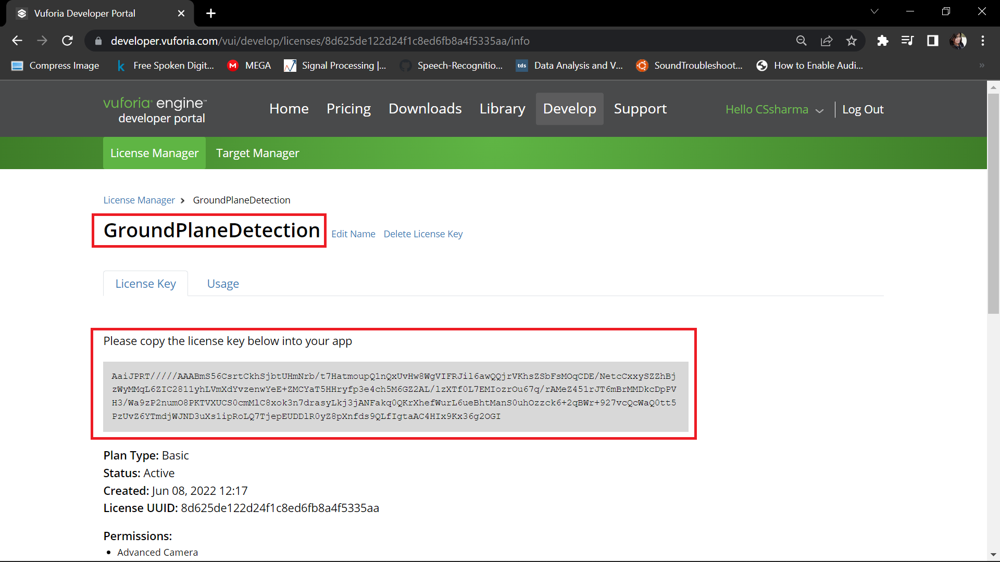 Vuforia Developer Portal
developer.vuforia.com/vui/develop/licenses/8d625de122d24f1c8ed6fb8a4f5335aa/info
Compress Image
Free Spoken Digit...
MEGA
Signal Processing |...
Speech-Recognitio...
tds
Data Analysis and V...
SoundTroubleshoot...
How to Enable Audi...
vuforia engine™
developer portal
Home
Pricing
Downloads
Library
Develop
Support
Hello CSsharma
Log Out
License Manager
Target Manager
License Manager > GroundPlaneDetection
GroundPlaneDetection
Edit Name
Delete License Key
License Key
Usage
Please copy the license key below into your app
AaiJPRT/////AAABmS56CsrtCkhSjbtUHmNrb/t7HatmoupQ1nQxUvHw8WgVIFRJil6awQQjrVKhsZSbFsMOqCDE/NetcCxxySZZhBj
zWyMMqL6ZIC2811yhLVmXdYvzenwYeE+ZMCYaT5HHryfp3e4ch5M6GZ2AL/lzXTf0L7EMIozrOu67q/rAMeZ451rJT6mBrMMDkcDpPV
H3/Wa9zP2numO8PKTVXUCS0cmMlC8xok3n7drasyLkj3jANFakq0QKrXhefWurL6ueBhtManS0uhOzzck6+2qBWr+927vcQcWaQ0tt5
PzUvZ6YTmdjWJND3uXs1ipRoLQ7TjepEUDDlR0yZ8pXnfds9QLfIgtaAC4HIx9Kx36g2OGI
Plan Type: Basic
Status: Active
Created: Jun 08, 2022 12:17
License UUID: 8d625de122d24f1c8ed6fb8a4f5335aa
Permissions:
• Advanced Camera